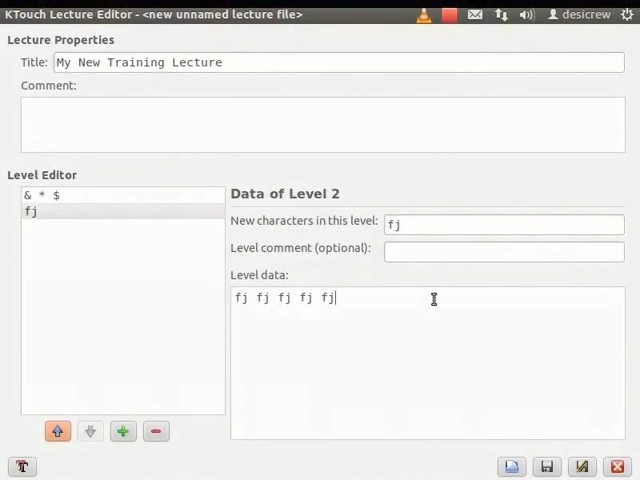 KTouch Lecture Editor - <new unnamed lecture file>
desicrew
Lecture Properties
Title: My New Training Lecture
Comment:
Level Editor
& * $
fj
Data of Level 2
New characters in this level: fj
Level comment (optional):
Level data:
fj fj fj fj fj